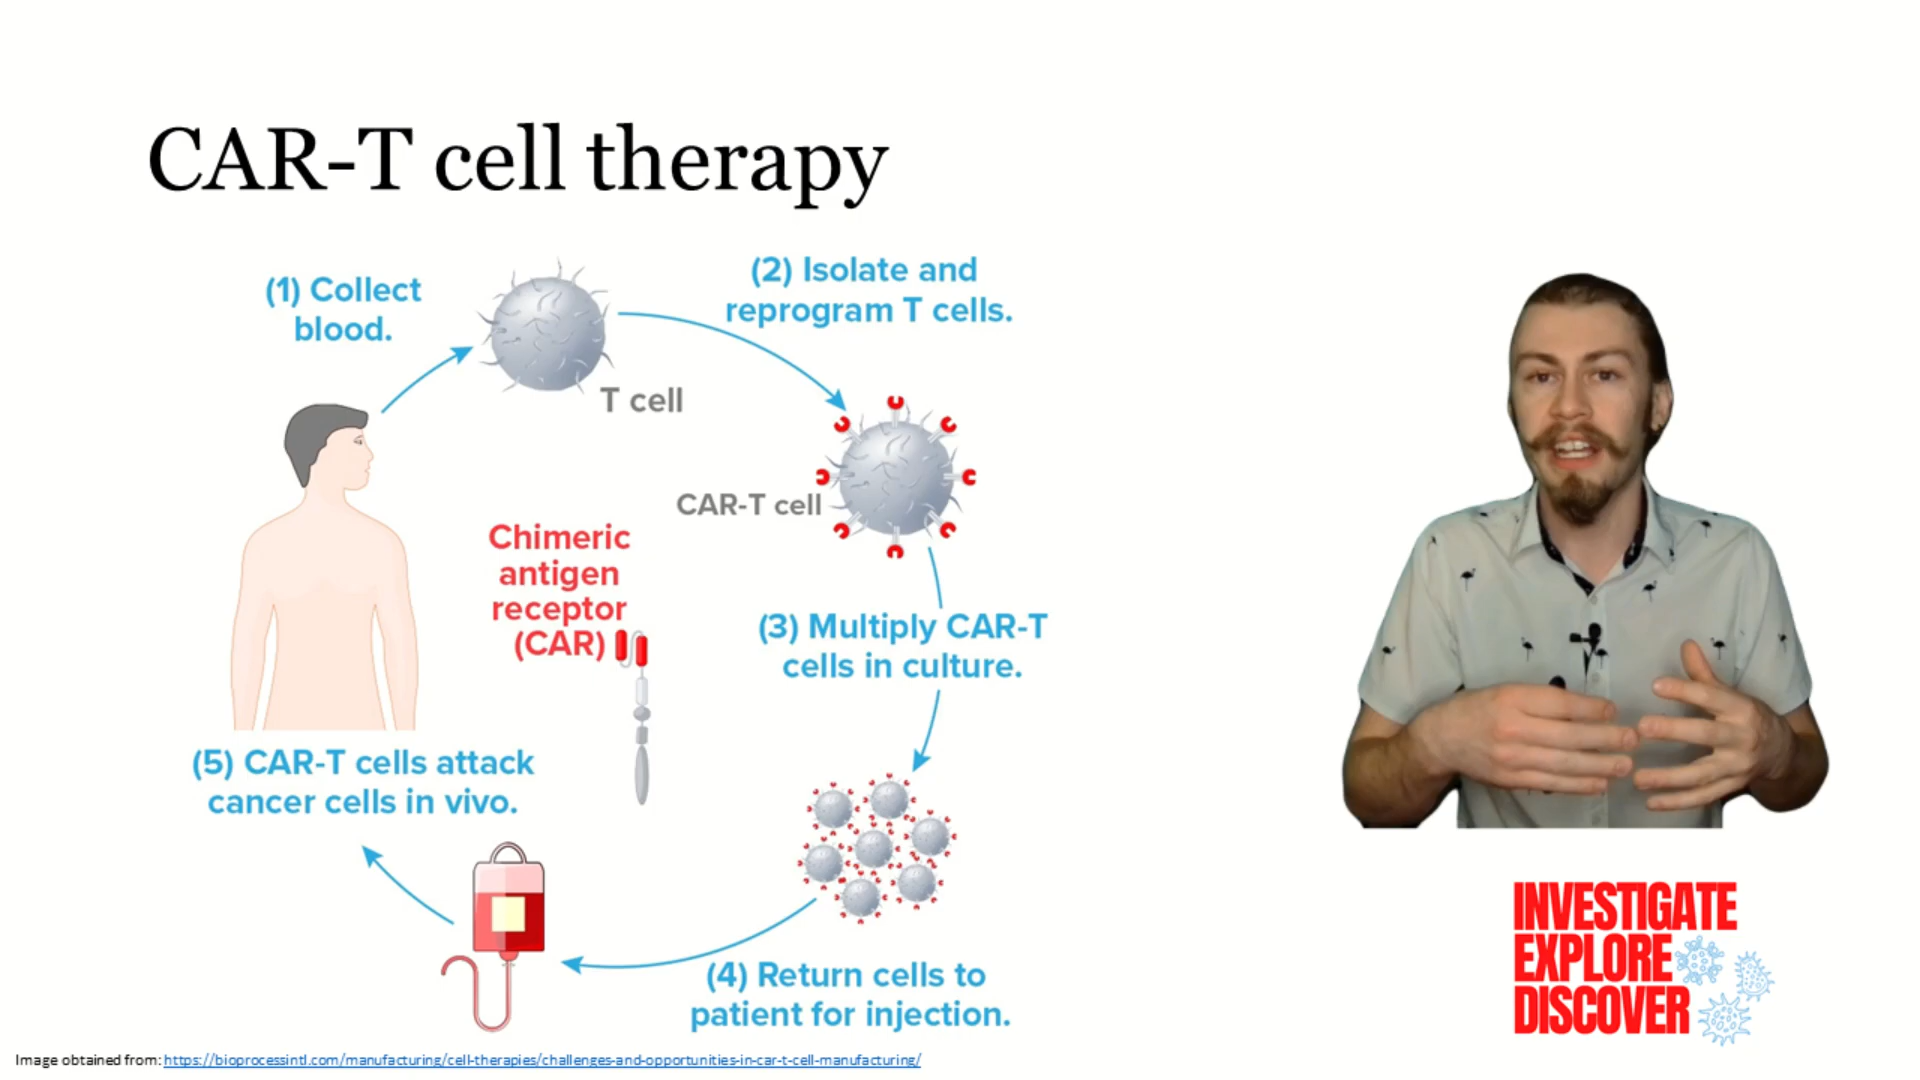 CAR-T cell therapy
(1) Collect
blood.
T cell
(2) Isolate and
reprogram T cells.
CAR-T cell
Chimeric
antigen
receptor
(CAR)
(3) Multiply CAR-T
cells in culture.
(4) Return cells to
patient for injection.
(5) CAR-T cells attack
cancer cells in vivo.
INVESTIGATE
EXPLORE
DISCOVER
Image obtained from: https://bioprocessintl.com/manufacturing/cell-therapies/challenges-and-opportunities-in-car-t-cell-manufacturing/